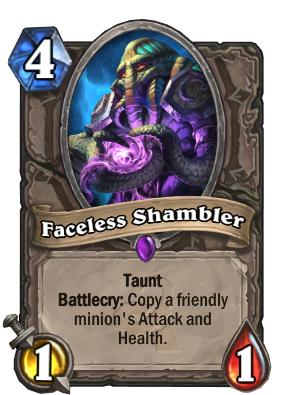 4
Faceless Shambler
Taunt
Battlecry: Copy a friendly
minion's Attack and
Health.
1
1